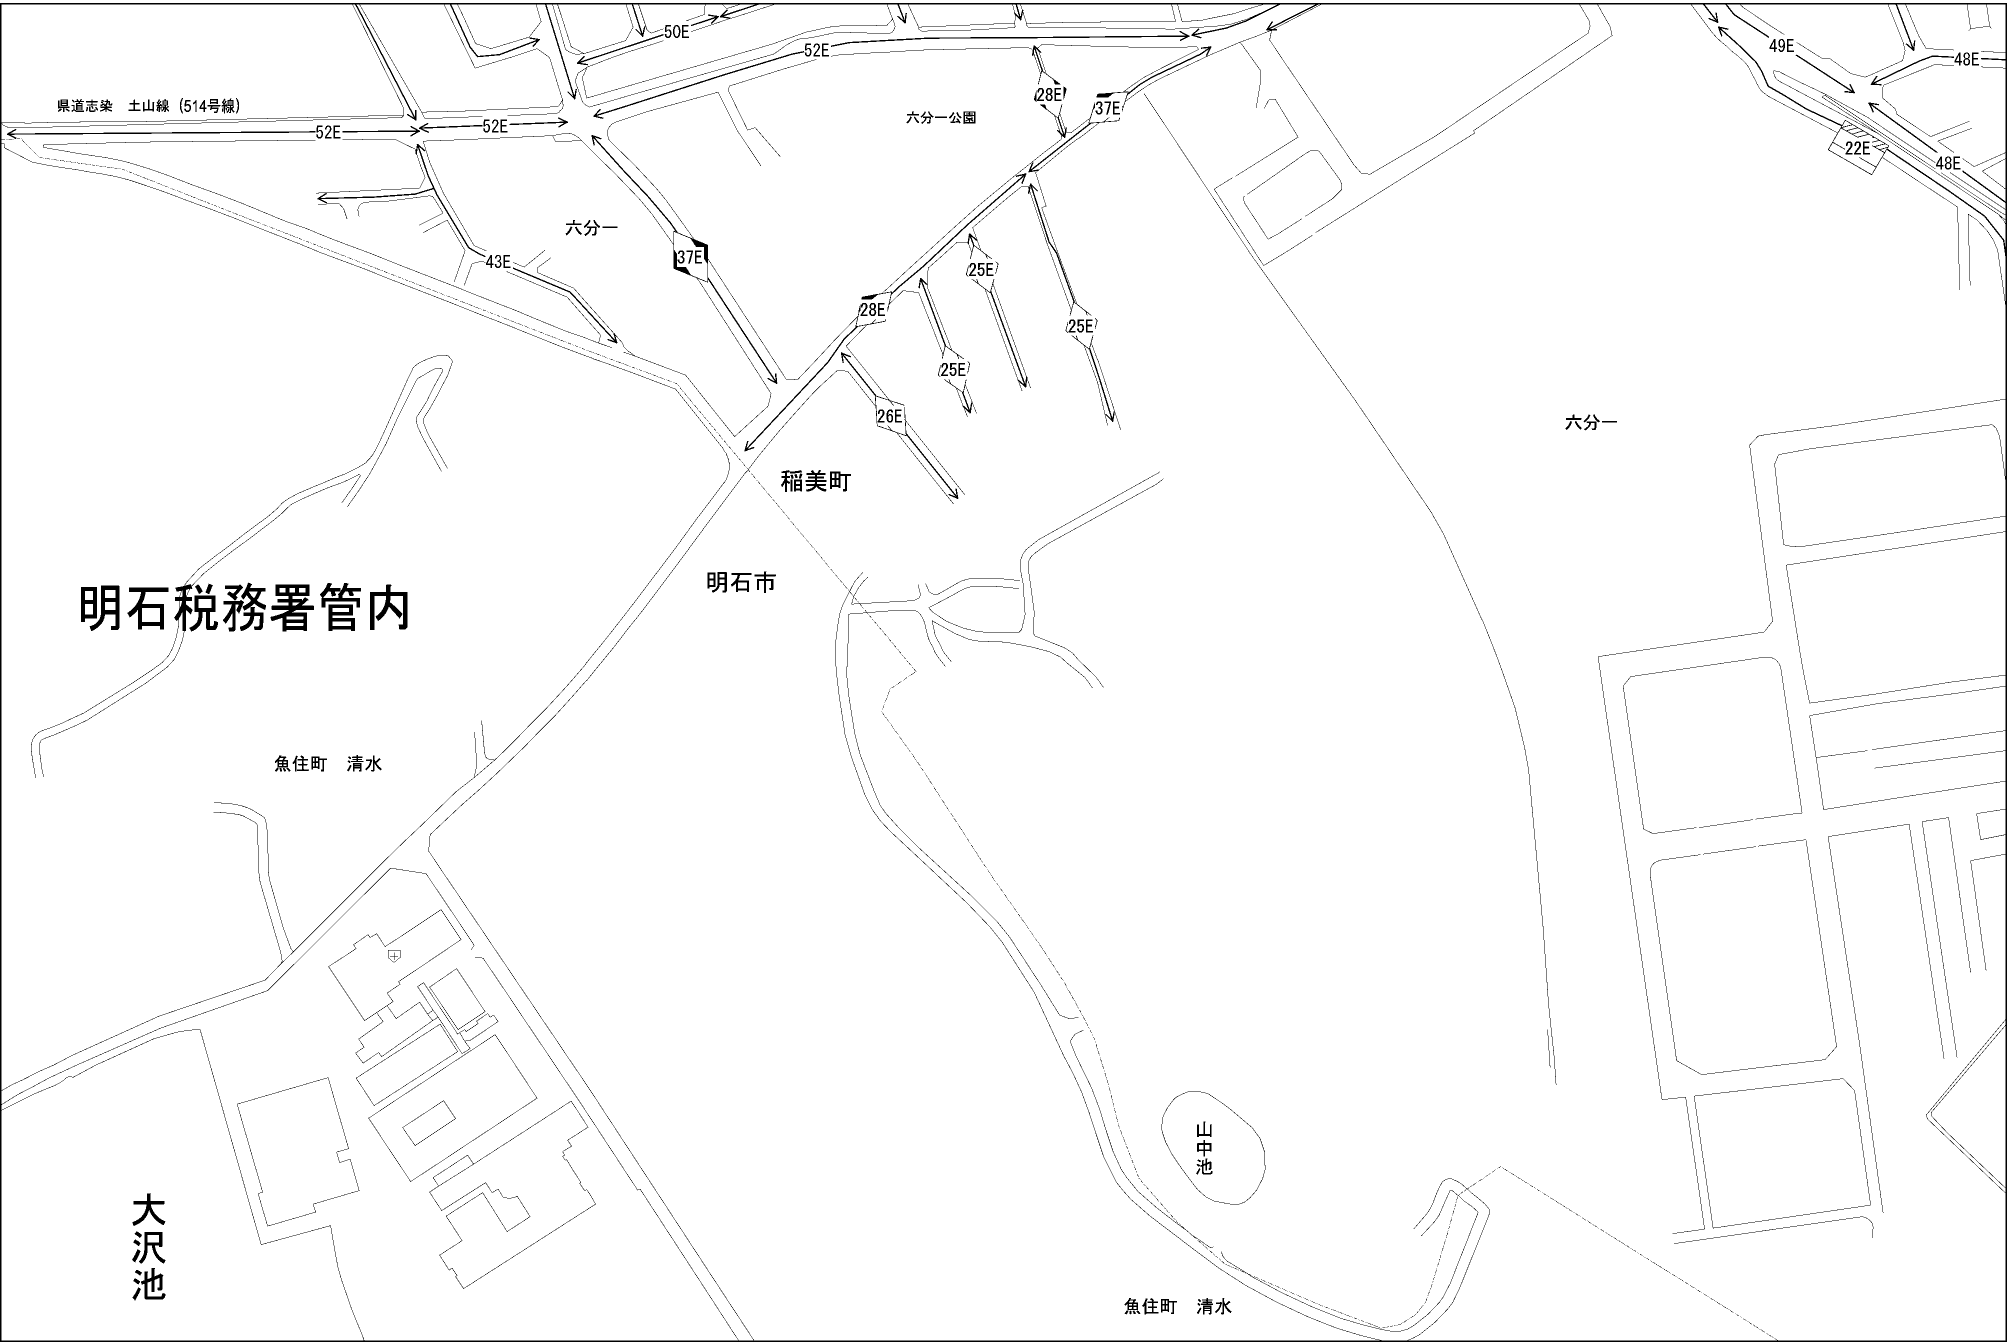 50E
52E
49E
48E
県道志染　土山線（514号線）
52E
52E
28E
37E
六分一公園
22E
48E
六分一
43E
37E
25E
28E
25E
25E
26E
六分一
稲美町
明石市
明石税務署管内
魚住町　清水
山中池
大沢池
魚住町　清水